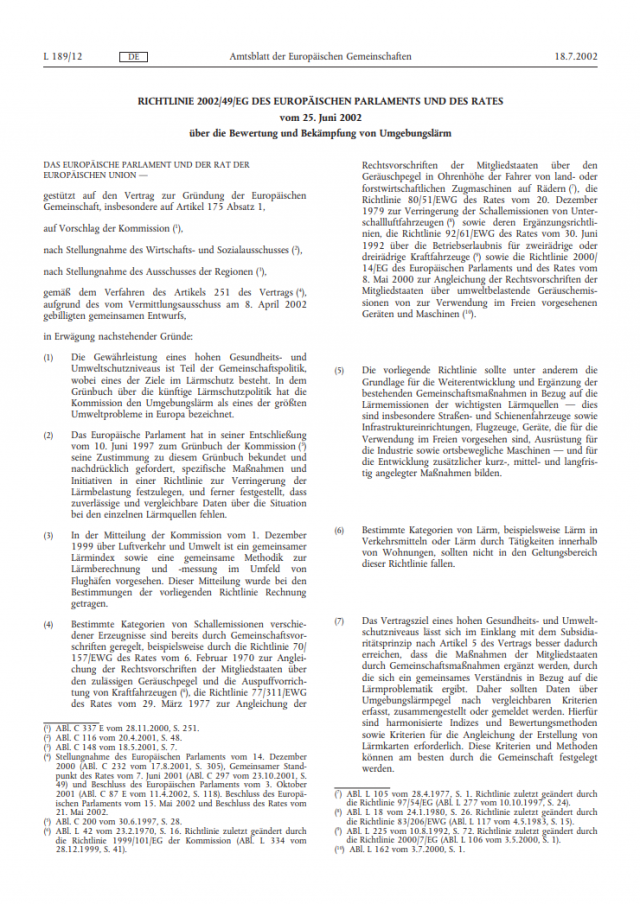 L 189/12
DE
Amtsblatt der Europäischen Gemeinschaften
18.7.2002
RICHTLINIE 2002/49/EG DES EUROPÄISCHEN PARLAMENTS UND DES RATES
vom 25. Juni 2002
über die Bewertung und Bekämpfung von Umgebungslärm
DAS EUROPÄISCHE PARLAMENT UND DER RAT DER
EUROPÄISCHEN UNION —
gestützt auf den Vertrag zur Gründung der Europäischen
Gemeinschaft, insbesondere auf Artikel 175 Absatz 1,
auf Vorschlag der Kommission (1),
nach Stellungnahme des Wirtschafts- und Sozialausschusses (2),
nach Stellungnahme des Ausschusses der Regionen (3),
gemäß dem Verfahren des Artikels 251 des Vertrags (4),
aufgrund des vom Vermittlungsausschuss am 8. April 2002
gebilligten gemeinsamen Entwurfs,
in Erwägung nachstehender Gründe:
(1) Die Gewährleistung eines hohen Gesundheits- und
Umweltschutzniveaus ist Teil der Gemeinschaftspolitik,
wobei eines der Ziele im Lärmschutz besteht. In dem
Grünbuch über die künftige Lärmschutzpolitik hat die
Kommission den Umgebungslärm als eines der größten
Umweltprobleme in Europa bezeichnet.
(2) Das Europäische Parlament hat in seiner Entschließung
vom 10. Juni 1997 zum Grünbuch der Kommission (5)
seine Zustimmung zu diesem Grünbuch bekundet und
nachdrücklich gefordert, spezifische Maßnahmen und
Initiativen in einer Richtlinie zur Verringerung der
Lärmbelastung festzulegen, und ferner festgestellt, dass
zuverlässige und vergleichbare Daten über die Situation
bei den einzelnen Lärmquellen fehlen.
(3) In der Mitteilung der Kommission vom 1. Dezember
1999 über Luftverkehr und Umwelt ist ein gemeinsamer
Lärmindex sowie eine gemeinsame Methodik zur
Lärmberechnung und -messung im Umfeld von
Flughäfen vorgesehen. Dieser Mitteilung wurde bei den
Bestimmungen der vorliegenden Richtlinie Rechnung
getragen.
(4) Bestimmte Kategorien von Schallemissionen verschie-
dener Erzeugnisse sind bereits durch Gemeinschaftsvor-
schriften geregelt, beispielsweise durch die Richtlinie 70/
157/EWG des Rates vom 6. Februar 1970 zur Anglei-
chung der Rechtsvorschriften der Mitgliedstaaten über
den zulässigen Geräuschpegel und die Auspuffvorrich-
tung von Kraftfahrzeugen (6), die Richtlinie 77/311/EWG
des Rates vom 29. März 1977 zur Angleichung der
(1) ABl. C 337 E vom 28.11.2000, S. 251.
(2) ABl. C 116 vom 20.4.2001, S. 48.
(3) ABl. C 148 vom 18.5.2001, S. 7.
(4) Stellungnahme des Europäischen Parlaments vom 14. Dezember
2000 (ABl. C 232 vom 17.8.2001, S. 305), Gemeinsamer Stand-
punkt des Rates vom 7. Juni 2001 (ABl. C 297 vom 23.10.2001, S.
49) und Beschluss des Europäischen Parlaments vom 3. Oktober
2001 (ABl. C 87 E vom 11.4.2002, S. 118). Beschluss des Europä-
ischen Parlaments vom 15. Mai 2002 und Beschluss des Rates vom
21. Mai 2002.
(5) ABl. C 200 vom 30.6.1997, S. 28.
(6) ABl. L 42 vom 23.2.1970, S. 16. Richtlinie zuletzt geändert durch
die Richtlinie 1999/101/EG der Kommission (ABl. L 334 vom
28.12.1999, S. 41).
Rechtsvorschriften der Mitgliedstaaten über den
Geräuschpegel in Ohrenhöhe der Fahrer von land- oder
forstwirtschaftlichen Zugmaschinen auf Rädern (7), die
Richtlinie 80/51/EWG des Rates vom 20. Dezember
1979 zur Verringerung der Schallemissionen von Unter-
schallluftfahrzeugen (8) sowie deren Ergänzungsrichtli-
nien, die Richtlinie 92/61/EWG des Rates vom 30. Juni
1992 über die Betriebserlaubnis für zweirädrige oder
dreirädrige Kraftfahrzeuge (9) sowie die Richtlinie 2000/
14/EG des Europäischen Parlaments und des Rates vom
8. Mai 2000 zur Angleichung der Rechtsvorschriften der
Mitgliedstaaten über umweltbelastende Geräuschemis-
sionen von zur Verwendung im Freien vorgesehenen
Geräten und Maschinen (10).
(5) Die vorliegende Richtlinie sollte unter anderem die
Grundlage für die Weiterentwicklung und Ergänzung der
bestehenden Gemeinschaftsmaßnahmen in Bezug auf die
Lärmemissionen der wichtigsten Lärmquellen — dies
sind insbesondere Straßen- und Schienenfahrzeuge sowie
Infrastruktureinrichtungen, Flugzeuge, Geräte, die für die
Verwendung im Freien vorgesehen sind, Ausrüstung für
die Industrie sowie ortsbewegliche Maschinen — und für
die Entwicklung zusätzlicher kurz-, mittel- und langfris-
tig angelegter Maßnahmen bilden.
(6) Bestimmte Kategorien von Lärm, beispielsweise Lärm in
Verkehrsmitteln oder Lärm durch Tätigkeiten innerhalb
von Wohnungen, sollten nicht in den Geltungsbereich
dieser Richtlinie fallen.
(7) Das Vertragsziel eines hohen Gesundheits- und Umwelt-
schutzniveaus lässt sich im Einklang mit dem Subsidia-
ritätsprinzip nach Artikel 5 des Vertrags besser dadurch
erreichen, dass die Maßnahmen der Mitgliedstaaten
durch Gemeinschaftsmaßnahmen ergänzt werden, durch
die sich ein gemeinsames Verständnis in Bezug auf die
Lärmproblematik ergibt. Daher sollten Daten über
Umgebungslärmpegel nach vergleichbaren Kriterien
erfasst, zusammengestellt oder gemeldet werden. Hierfür
sind harmonisierte Indizes und Bewertungsmethoden
sowie Kriterien für die Angleichung der Erstellung von
Lärmkarten erforderlich. Diese Kriterien und Methoden
können am besten durch die Gemeinschaft festgelegt
werden.
(7) ABl. L 105 vom 28.4.1977, S. 1. Richtlinie zuletzt geändert durch
die Richtlinie 97/54/EG (ABl. L 277 vom 10.10.1997, S. 24).
(8) ABl. L 18 vom 24.1.1980, S. 26. Richtlinie zuletzt geändert durch
die Richtlinie 83/206/EWG (ABl. L 117 vom 4.5.1983, S. 15).
(9) ABl. L 225 vom 10.8.1992, S. 72. Richtlinie zuletzt geändert durch
die Richtlinie 2000/7/EG (ABl. L 106 vom 3.5.2000, S. 1).
(10) ABl. L 162 vom 3.7.2000, S. 1.